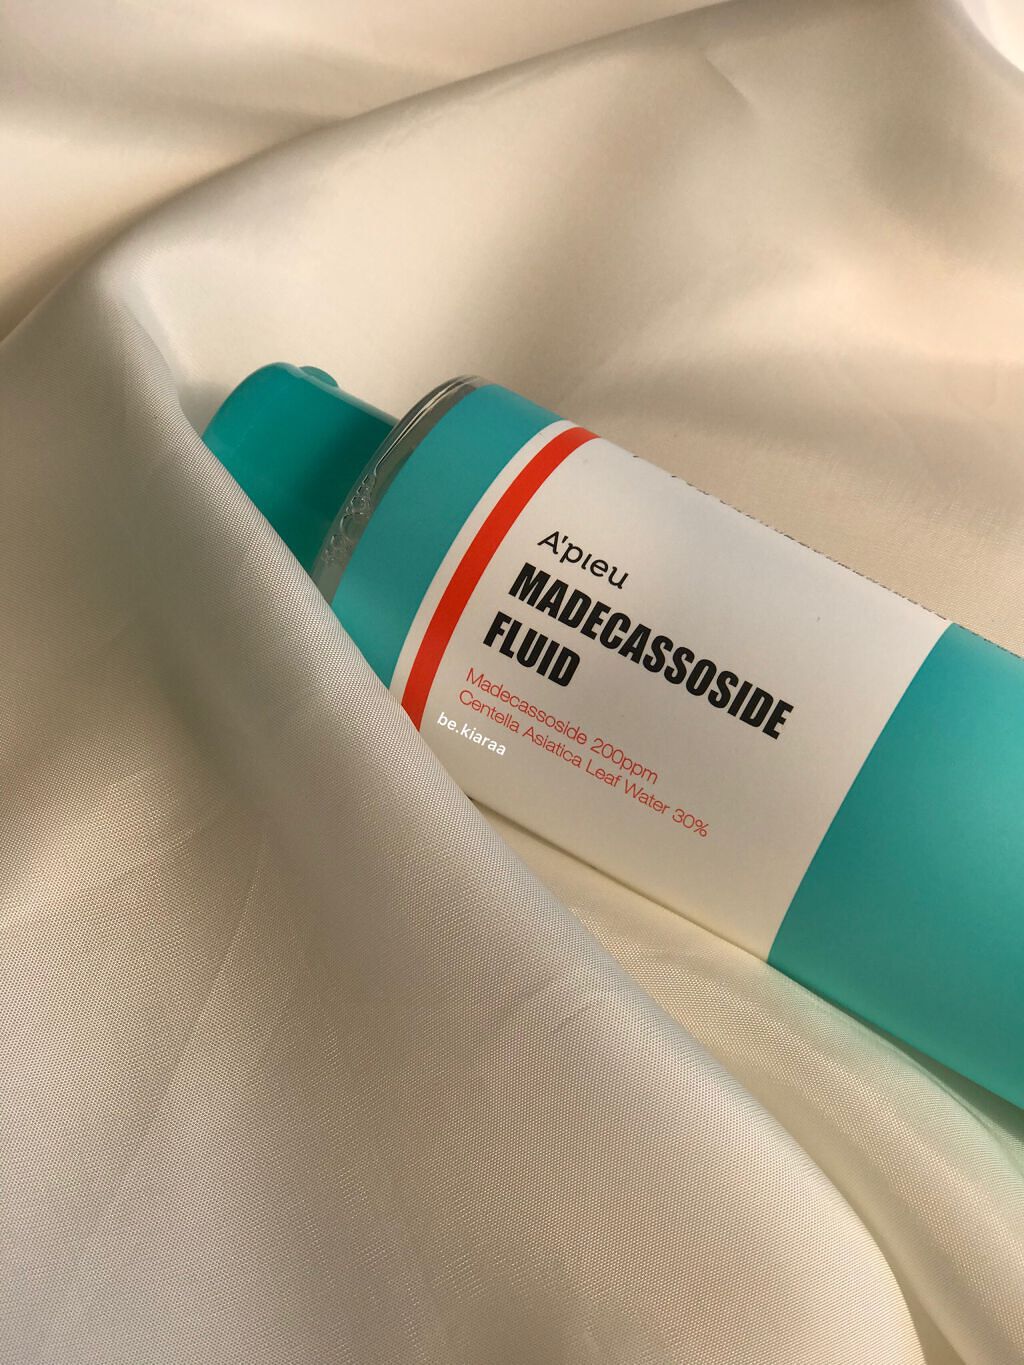 A'pieu
MADECASSOSIDE
FLUID
Madecassoside 200ppm
Centella Asiatica Leaf Water 30%
be.kiaraa